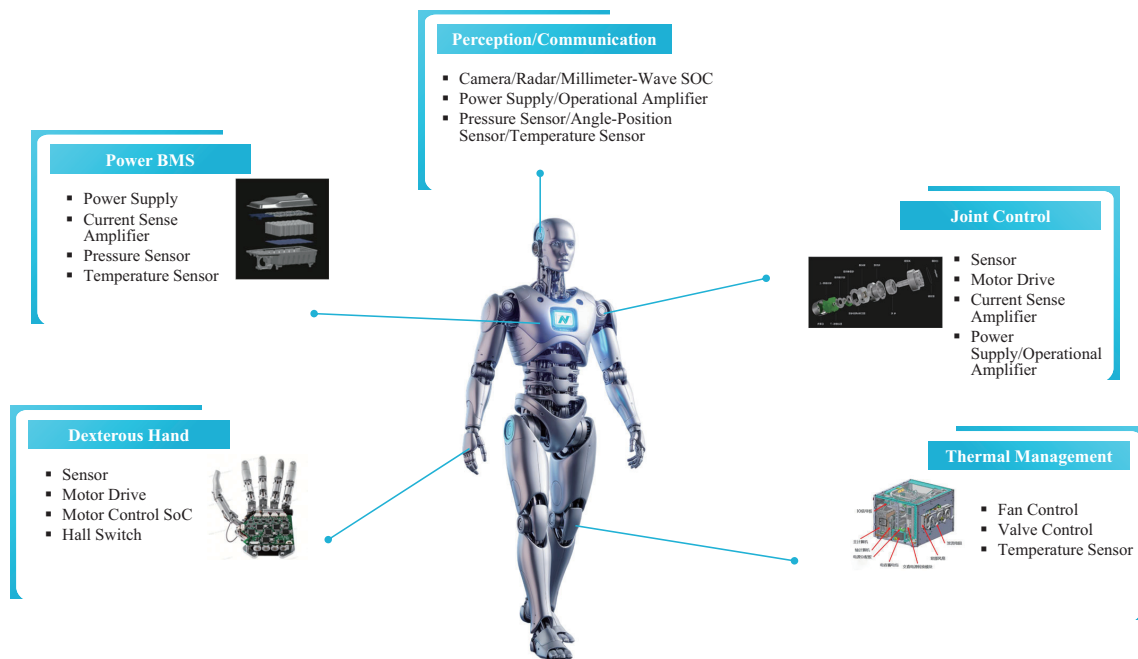 Perception/Communication
Camera/Radar/Millimeter-Wave SOC
Power Supply/Operational Amplifier
Pressure Sensor/Angle-Position
Sensor/Temperature Sensor
Power BMS
Power Supply
Current Sense
Amplifier
Pressure Sensor
Temperature Sensor
Joint Control
Sensor
Motor Drive
Current Sense
Amplifier
Power
Supply/Operational
Amplifier
N
Dexterous Hand
Sensor
Motor Drive
Motor Control SoC
Hall Switch
Thermal Management
Fan Control
Valve Control
Temperature Sensor